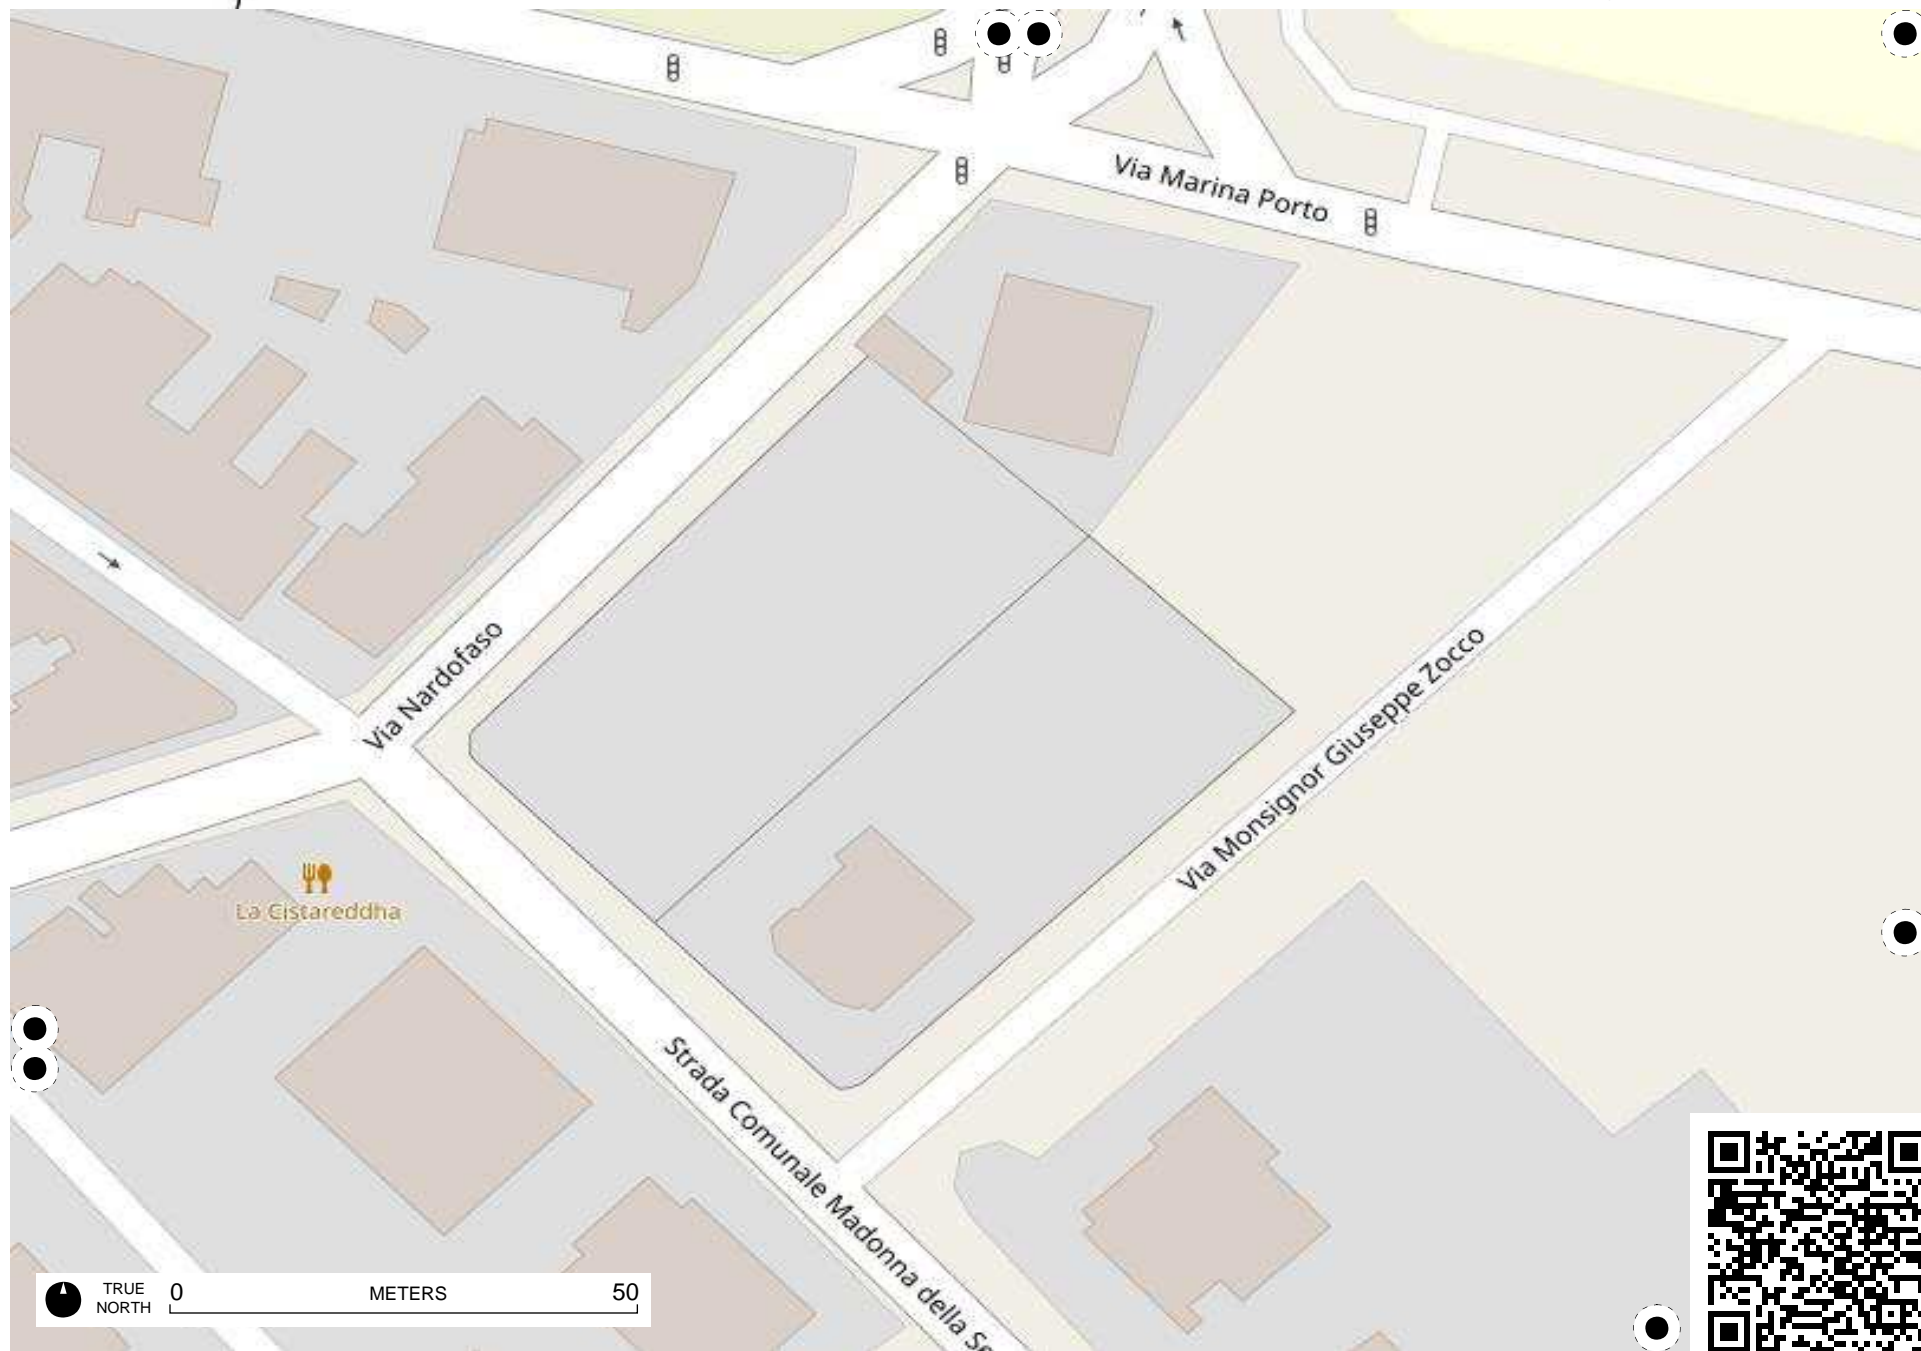 Via Marina Porto
Via Nardofaso
Via Monsignor Giuseppe Zocco
La Cistareddha
Strada Comunale Madonna della Se
TRUE NORTH
0 METERS 50